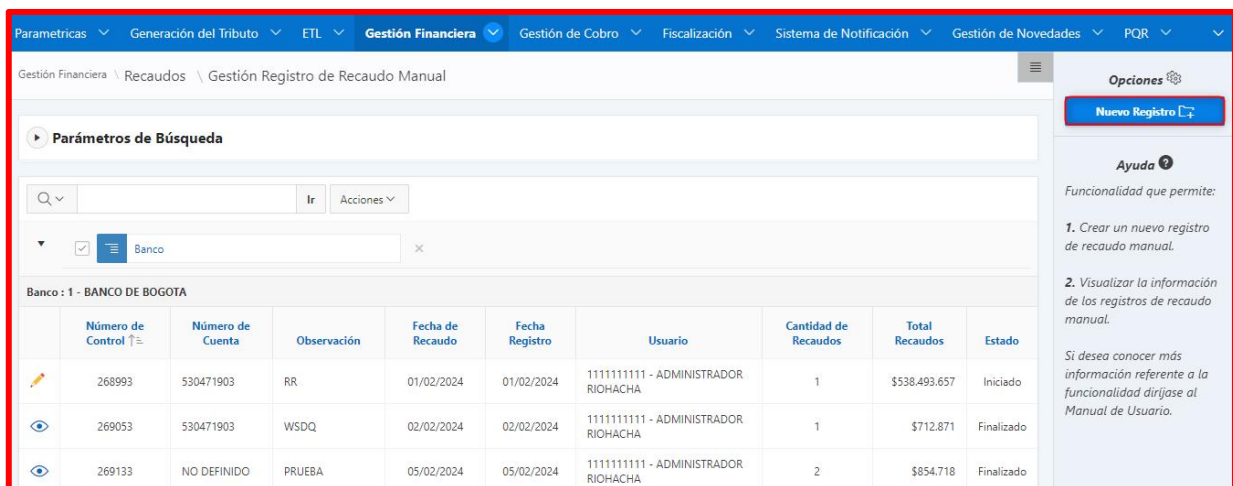 Parametricas Generación del Tributo ETL Gestión Financiera Gestión de Cobro Fiscalización Sistema de Notificación Gestión de Novedades PQR
Gestión Financiera \ Recaudos \ Gestión Registro de Recaudo Manual
Opciones
Nuevo Registro
Parámetros de Búsqueda
Ir Acciones
Banco
Banco : 1 - BANCO DE BOGOTA
Número de Control Número de Cuenta Observación Fecha de Recaudo Fecha Registro Usuario Cantidad de Recaudos Total Recaudos Estado
268993 530471903 RR 01/02/2024 01/02/2024 1111111111 - ADMINISTRADOR RIOHACHA 1 $538.493.657 Iniciado
269053 530471903 WSDQ 02/02/2024 02/02/2024 1111111111 - ADMINISTRADOR RIOHACHA 1 $712.871 Finalizado
269133 NO DEFINIDO PRUEBA 05/02/2024 05/02/2024 1111111111 - ADMINISTRADOR RIOHACHA 2 $854.718 Finalizado
Ayuda
Funcionalidad que permite:
1. Crear un nuevo registro
de recaudo manual.
2. Visualizar la información
de los registros de recaudo
manual.
Si desea conocer más
información referente a la
funcionalidad diríjase al
Manual de Usuario.